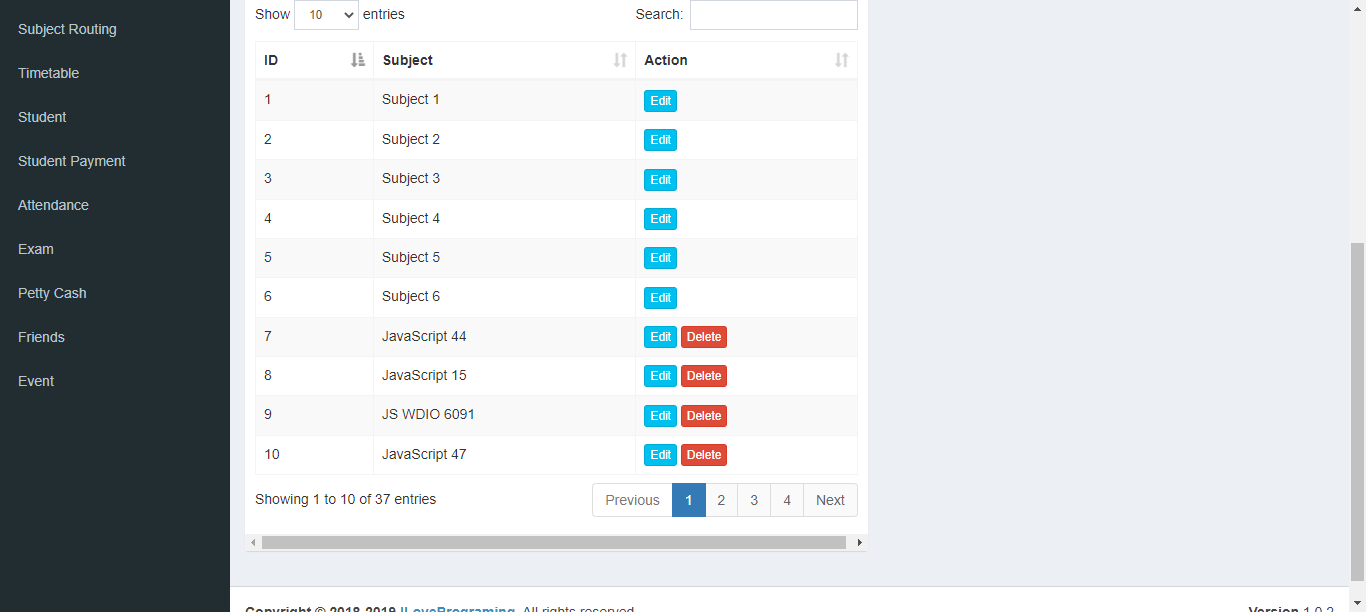 Subject Routing
Timetable
Student
Student Payment
Attendance
Exam
Petty Cash
Friends
Event
Show 10 entries Search:
ID Subject Action
1 Subject 1 Edit
2 Subject 2 Edit
3 Subject 3 Edit
4 Subject 4 Edit
5 Subject 5 Edit
6 Subject 6 Edit
7 JavaScript 44 Edit Delete
8 JavaScript 15 Edit Delete
9 JS WDIO 6091 Edit Delete
10 JavaScript 47 Edit Delete
Showing 1 to 10 of 37 entries Previous 1 2 3 4 Next
Copyright © 2018-2019 ILovePrograming. All rights reserved. Version 1.0.2